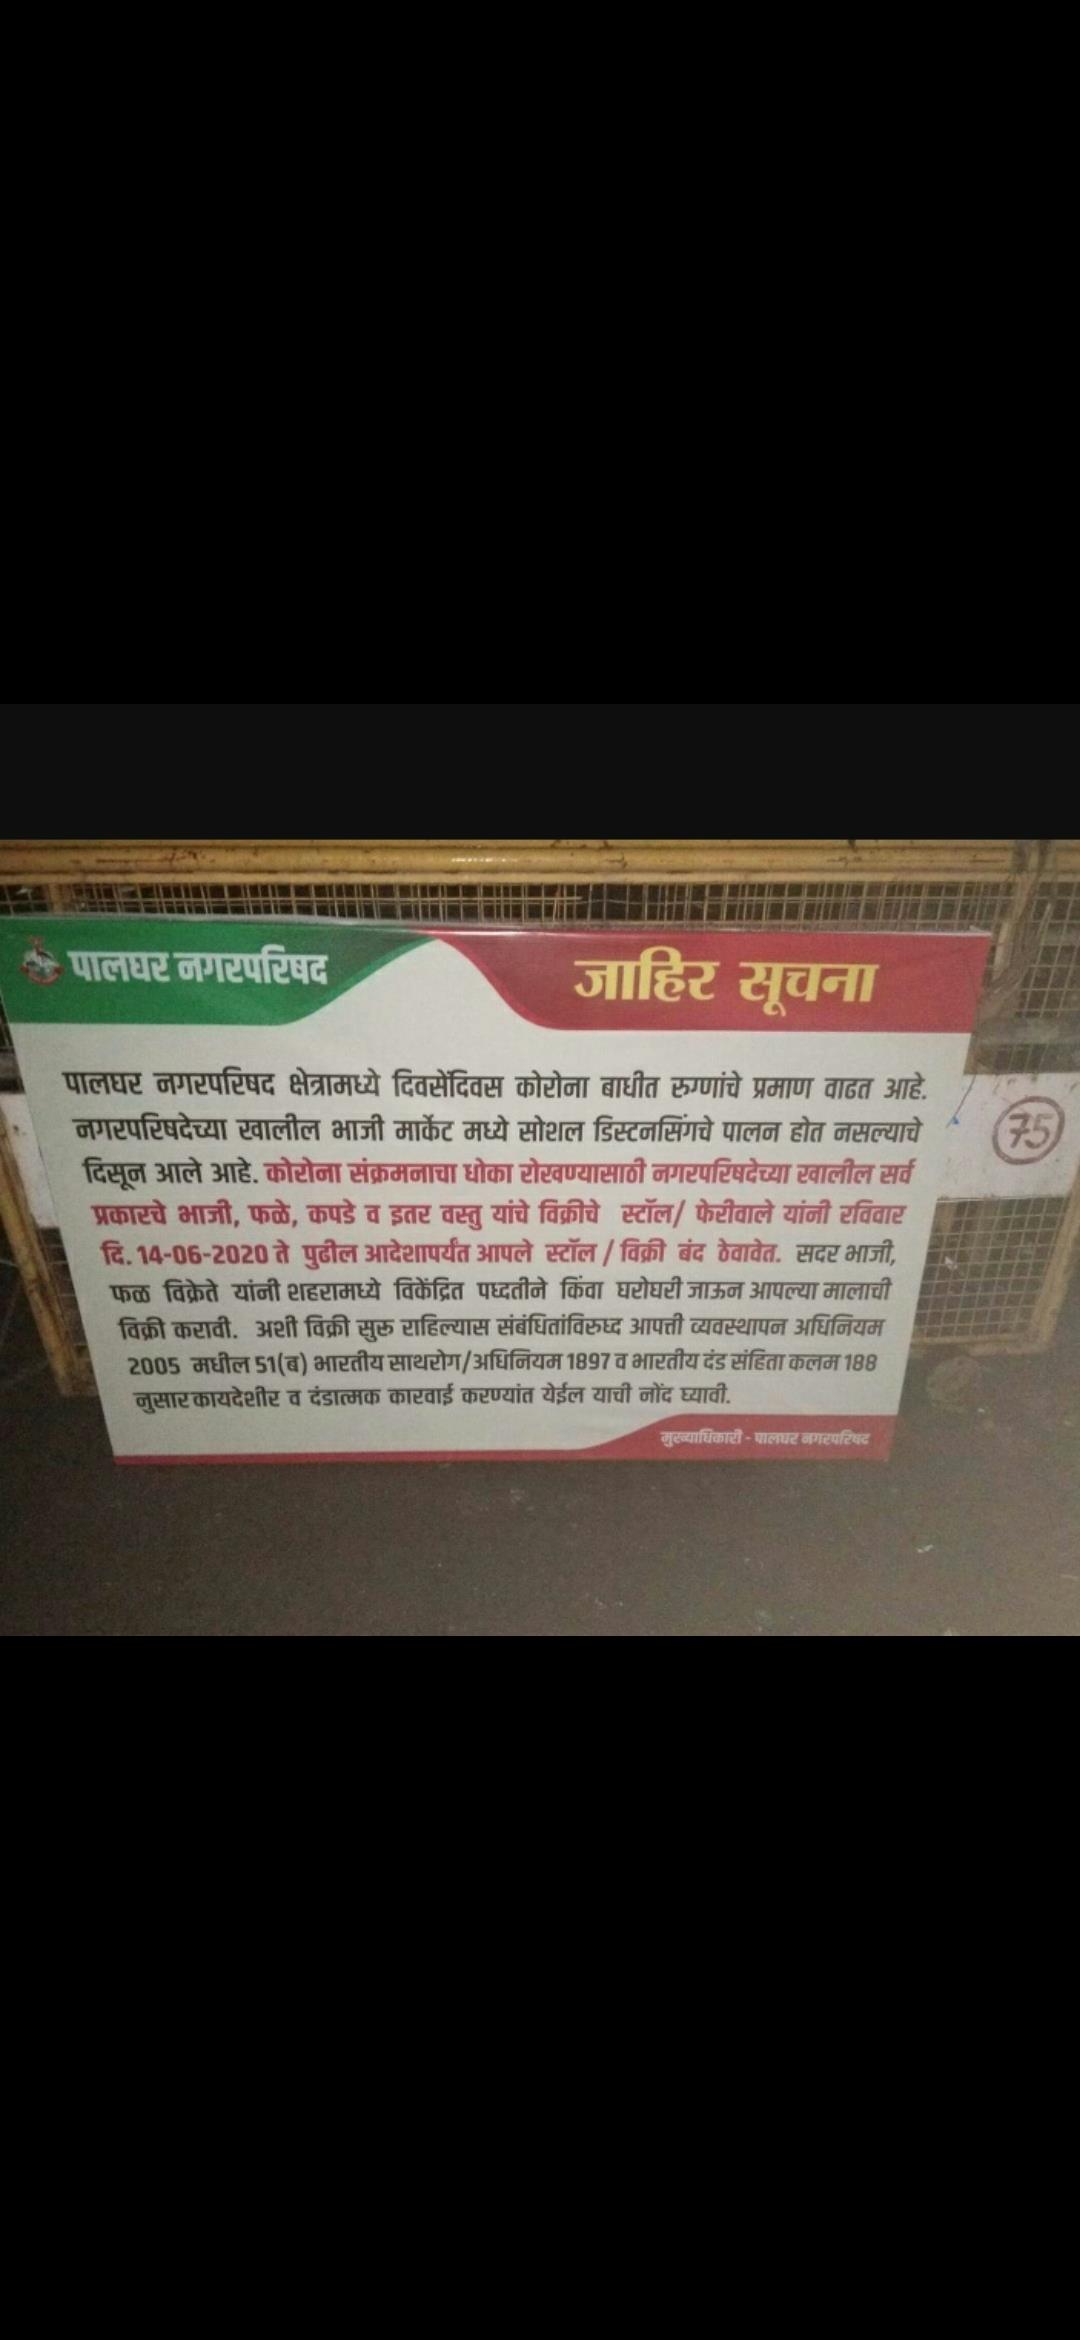 पालघर नगरपरिषद
जाहिर सूचना
पालघर नगरपरिषद क्षेत्रामध्ये दिवसेंदिवस कोरोना बाधीत रुग्णांचे प्रमाण वाढत आहे.
नगरपरिषदेच्या खालील भाजी मार्केट मध्ये सोशल डिस्टनसिंगचे पालन होत नसल्याचे
दिसून आले आहे. कोरोना संक्रमनाचा धोका रोखण्यासाठी नगरपरिषदेच्या खालील सर्व
प्रकारचे भाजी, फळे, कपडे व इतर वस्तु यांचे विक्रीचे स्टॉल/ फेरीवाले यांनी रविवार
दि. 14-06-2020 ते पुढील आदेशापर्यंत आपले स्टॉल / विक्री बंद ठेवावेत. सदर भाजी,
फळ विक्रेते यांनी शहरामध्ये विकेंद्रित पध्दतीने किंवा घरोघरी जाऊन आपल्या मालाची
विक्री करावी. अशी विक्री सुरू राहिल्यास संबंधितांविरुध्द आपत्ती व्यवस्थापन अधिनियम
2005 मधील 51(ब) भारतीय साथरोग/अधिनियम 1897 व भारतीय दंड संहिता कलम 188
नुसार कायदेशीर व दंडात्मक कारवाई करण्यांत येईल याची नोंद घ्यावी.
मुख्याधिकारी - पालघर नगरपरिषद
75